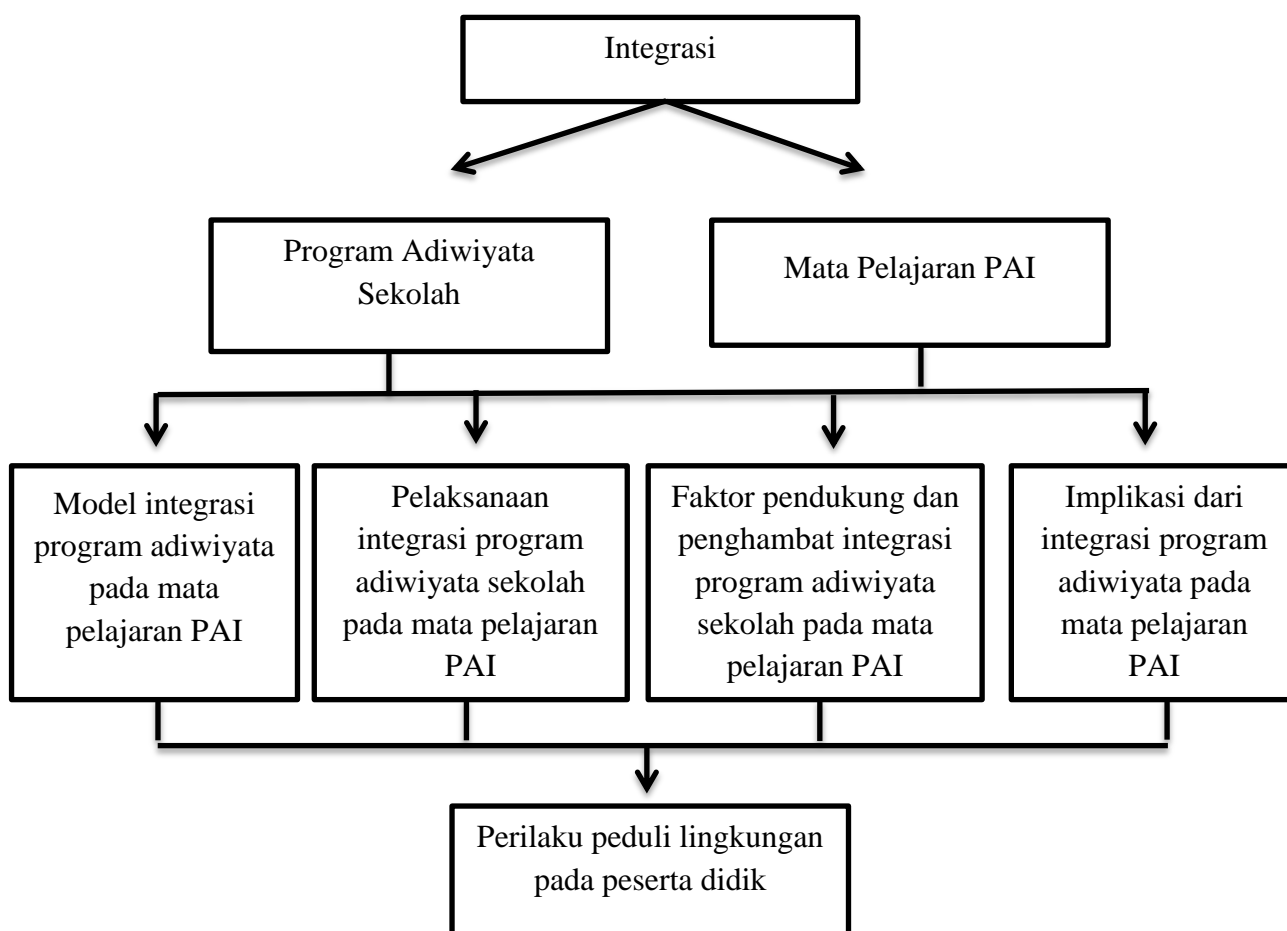 Integrasi
Program Adiwiyata
Sekolah
Mata Pelajaran PAI
Model integrasi
program adiwiyata
pada mata
pelajaran PAI
Pelaksanaan
integrasi program
adiwiyata sekolah
pada mata pelajaran
PAI
Faktor pendukung dan
penghambat integrasi
program adiwiyata
sekolah pada mata
pelajaran PAI
Implikasi dari
integrasi program
adiwiyata pada
mata pelajaran
PAI
Perilaku peduli lingkungan
pada peserta didik